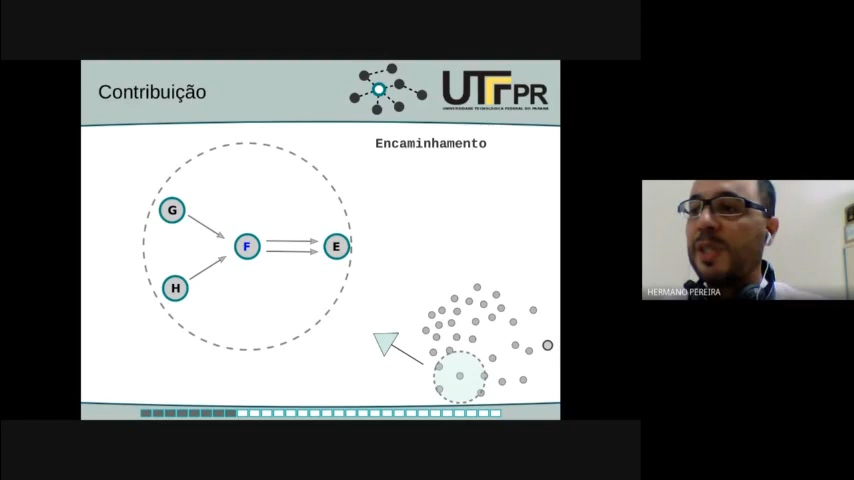 Contribuição
UTFPR
UNIVERSIDADE TECNOLÓGICA FEDERAL DO PARANÁ
Encaminhamento
G
F
E
H
HERMANO PEREIRA